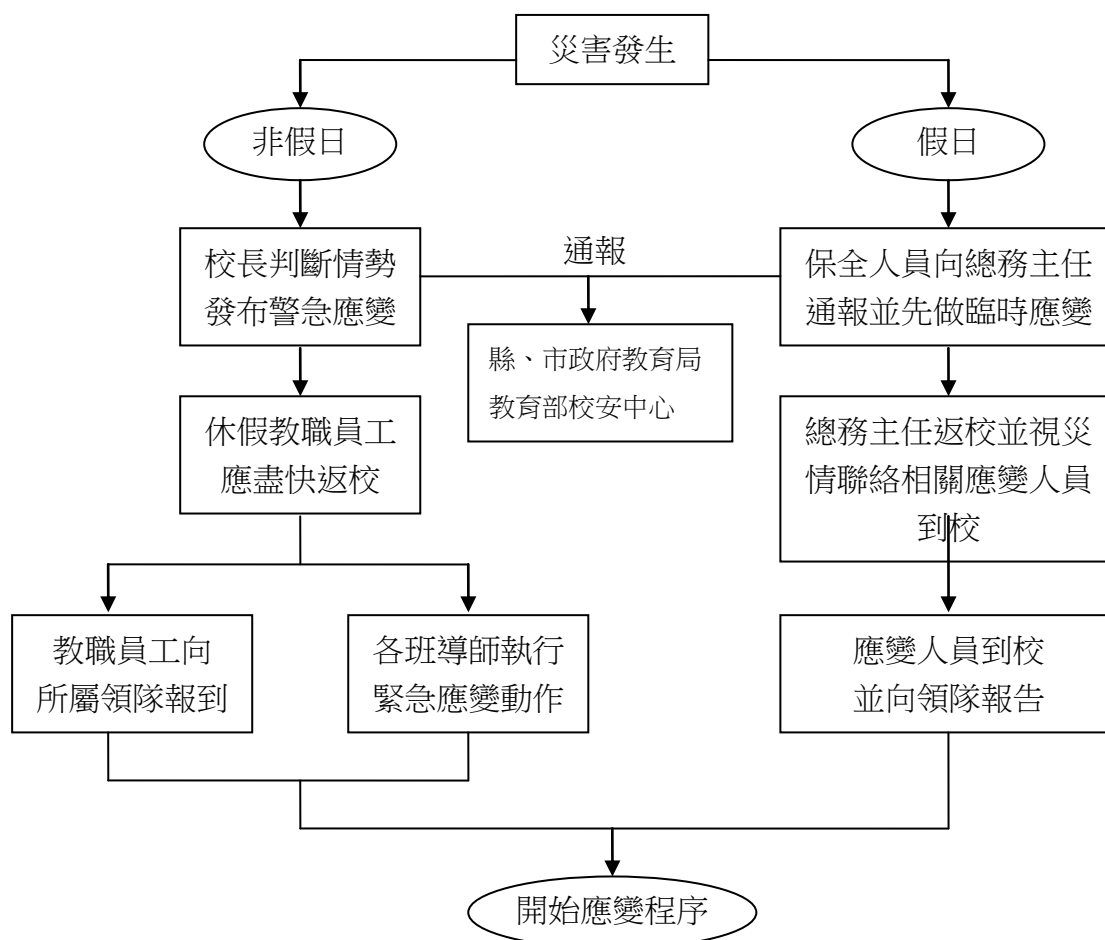 災害發生
非假日
假日
校長判斷情勢
發布警急應變
通報
保全人員向總務主任
通報並先做臨時應變
縣、市政府教育局
教育部校安中心
休假教職員工
應盡快返校
總務主任返校並視災
情聯絡相關應變人員
到校
教職員工向
所屬領隊報到
各班導師執行
緊急應變動作
應變人員到校
並向領隊報告
開始應變程序